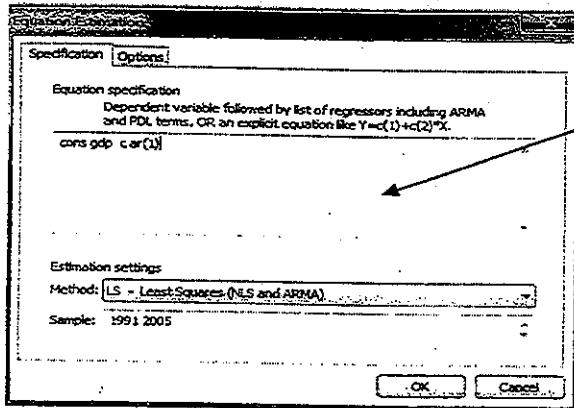 Equation Estimation
Specification Options
Equation specification
Dependent variable followed by list of regressors including ARMA
and PDL terms, OR an explicit equation like Y=c(1)+c(2)*X.
cons gdp c ar(1)
Estimation settings
Method: LS - Least Squares (NLS and ARMA)
Sample: 1991 2005
OK Cancel